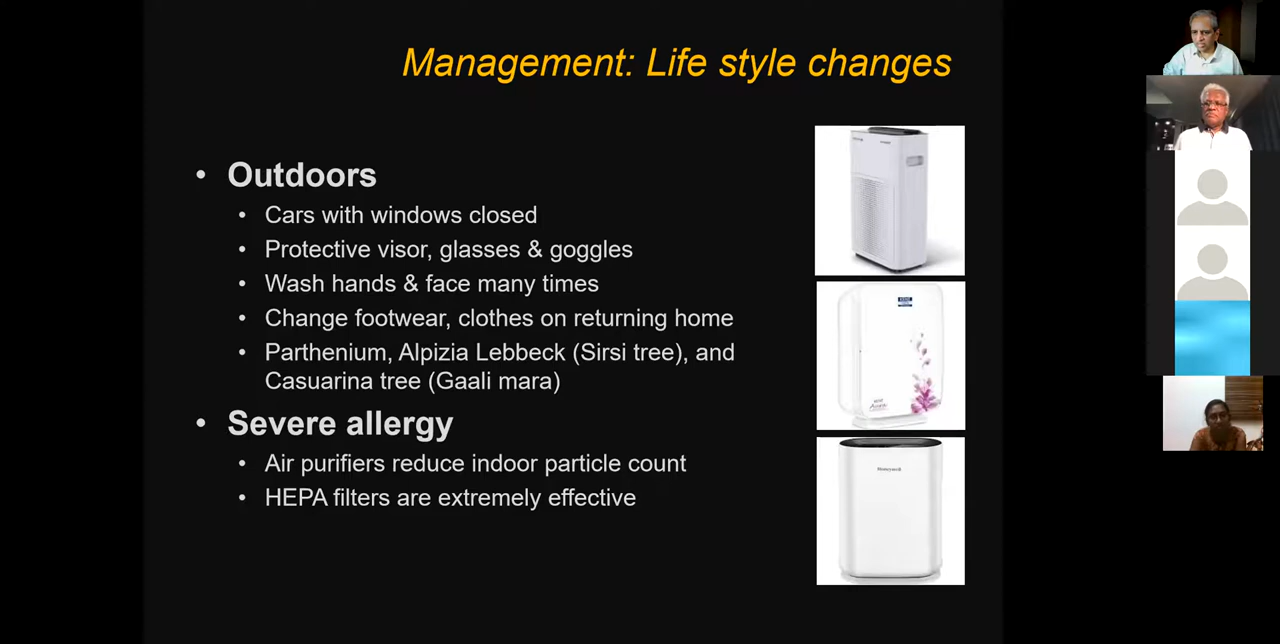 Management: Life style changes
• Outdoors
• Cars with windows closed
• Protective visor, glasses & goggles
• Wash hands & face many times
• Change footwear, clothes on returning home
• Parthenium, Alpizia Lebbeck (Sirsi tree), and
Casuarina tree (Gaali mara)
• Severe allergy
• Air purifiers reduce indoor particle count
• HEPA filters are extremely effective
KENT
Honeywell